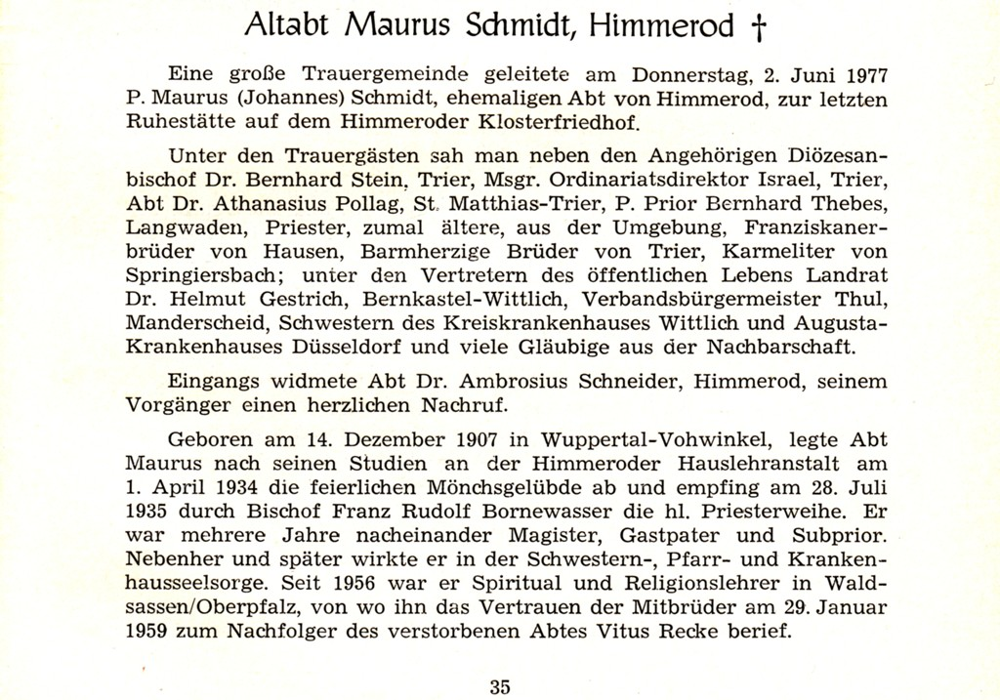 Altabt Maurus Schmidt, Himmerod †
Eine große Trauergemeinde geleitete am Donnerstag, 2. Juni 1977
P. Maurus (Johannes) Schmidt, ehemaligen Abt von Himmerod, zur letzten
Ruhestätte auf dem Himmeroder Klosterfriedhof.
Unter den Trauergästen sah man neben den Angehörigen Diözesan-
bischof Dr. Bernhard Stein, Trier, Msgr. Ordinariatsdirektor Israel, Trier,
Abt Dr. Athanasius Pollag, St. Matthias-Trier, P. Prior Bernhard Thebes,
Langwaden, Priester, zumal ältere, aus der Umgebung, Franziskaner-
brüder von Hausen, Barmherzige Brüder von Trier, Karmeliter von
Springiersbach; unter den Vertretern des öffentlichen Lebens Landrat
Dr. Helmut Gestrich, Bernkastel-Wittlich, Verbandsbürgermeister Thul,
Manderscheid, Schwestern des Kreiskrankenhauses Wittlich und Augusta-
Krankenhauses Düsseldorf und viele Gläubige aus der Nachbarschaft.
Eingangs widmete Abt Dr. Ambrosius Schneider, Himmerod, seinem
Vorgänger einen herzlichen Nachruf.
Geboren am 14. Dezember 1907 in Wuppertal-Vohwinkel, legte Abt
Maurus nach seinen Studien an der Himmeroder Hauslehranstalt am
1. April 1934 die feierlichen Mönchsgelübde ab und empfing am 28. Juli
1935 durch Bischof Franz Rudolf Bornewasser die hl. Priesterweihe. Er
war mehrere Jahre nacheinander Magister, Gastpater und Subprior.
Nebenher und später wirkte er in der Schwestern-, Pfarr- und Kranken-
hausseelsorge. Seit 1956 war er Spiritual und Religionslehrer in Wald-
sassen/Oberpfalz, von wo ihn das Vertrauen der Mitbrüder am 29. Januar
1959 zum Nachfolger des verstorbenen Abtes Vitus Recke berief.
35